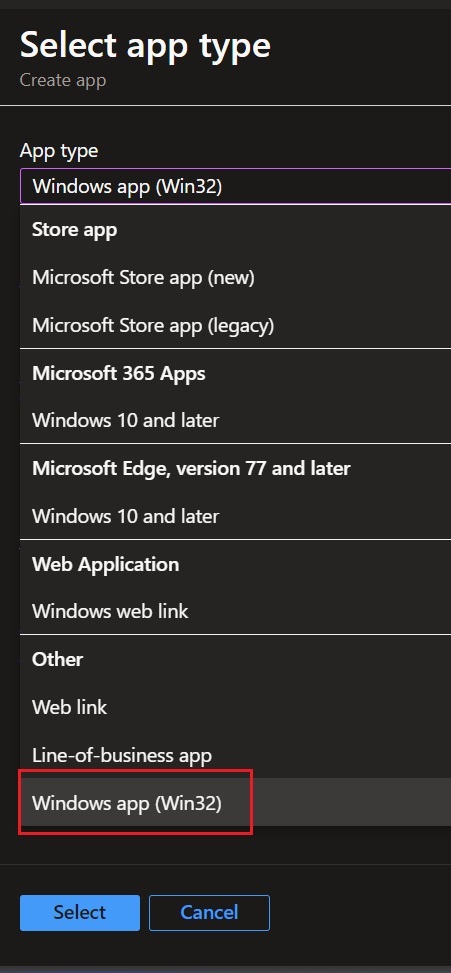 Select app type
Create app
App type
Windows app (Win32)
Store app
Microsoft Store app (new)
Microsoft Store app (legacy)
Microsoft 365 Apps
Windows 10 and later
Microsoft Edge, version 77 and later
Windows 10 and later
Web Application
Windows web link
Other
Web link
Line-of-business app
Windows app (Win32)
Select
Cancel